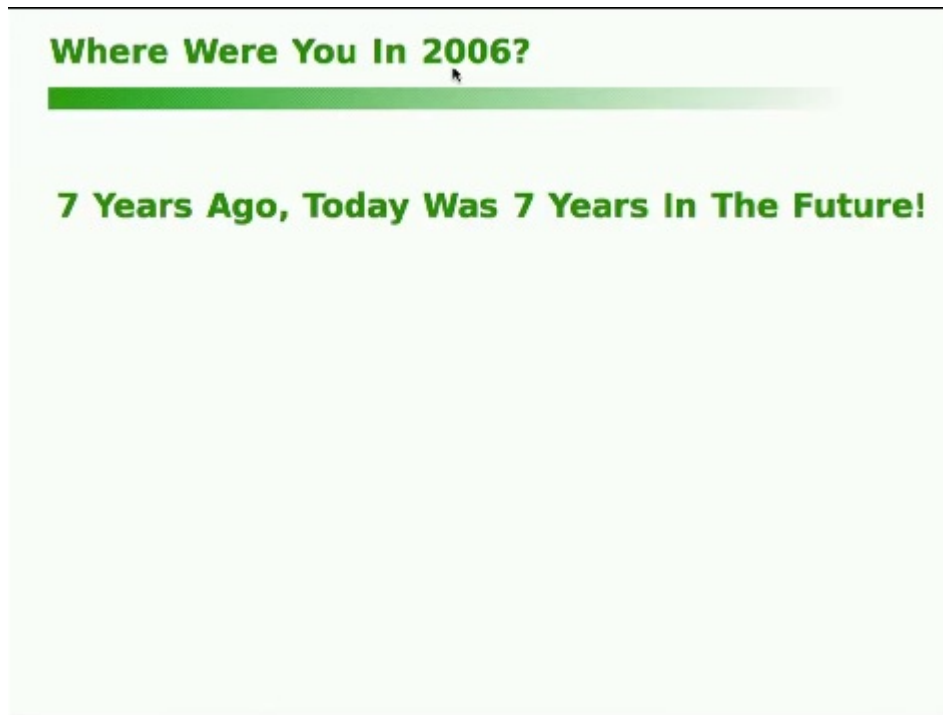 Where Were You In 2006?
7 Years Ago, Today Was 7 Years In The Future!